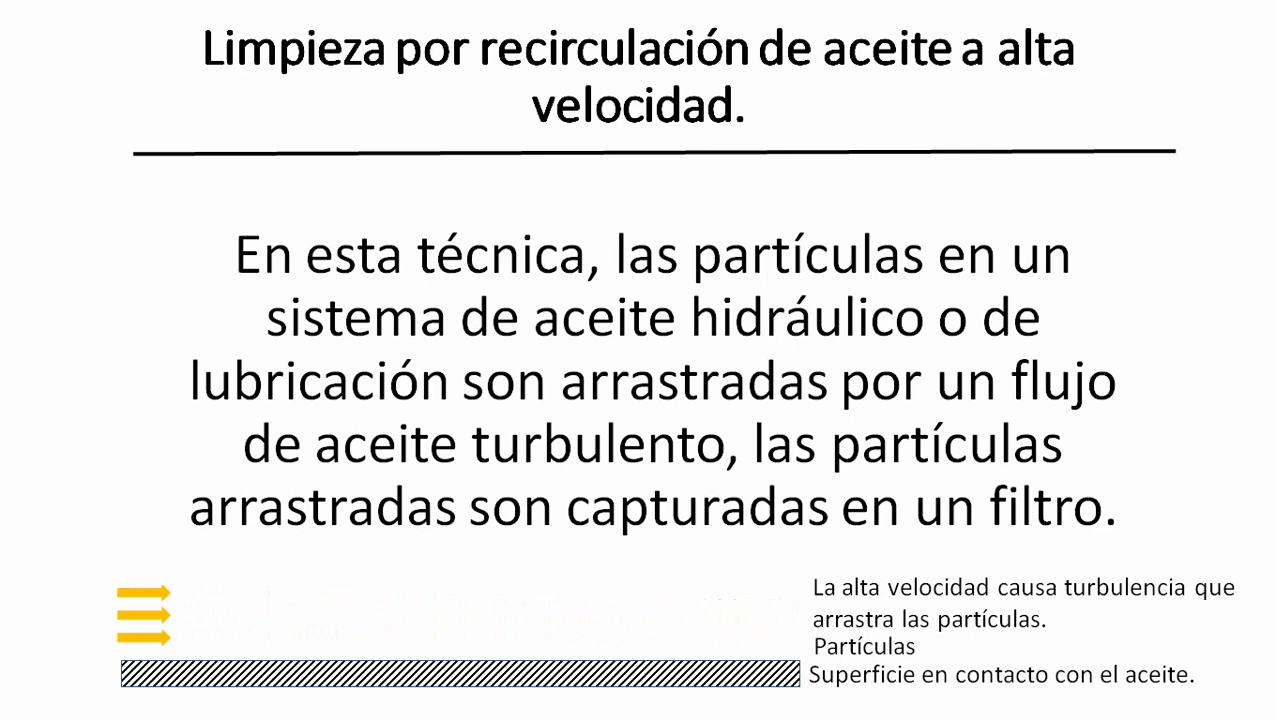 Limpieza por recirculación de aceite a alta
velocidad.
En esta técnica, las partículas en un
sistema de aceite hidráulico o de
lubricación son arrastradas por un flujo
de aceite turbulento, las partículas
arrastradas son capturadas en un filtro.
La alta velocidad causa turbulencia que
arrastra las partículas.
Partículas
Superficie en contacto con el aceite.